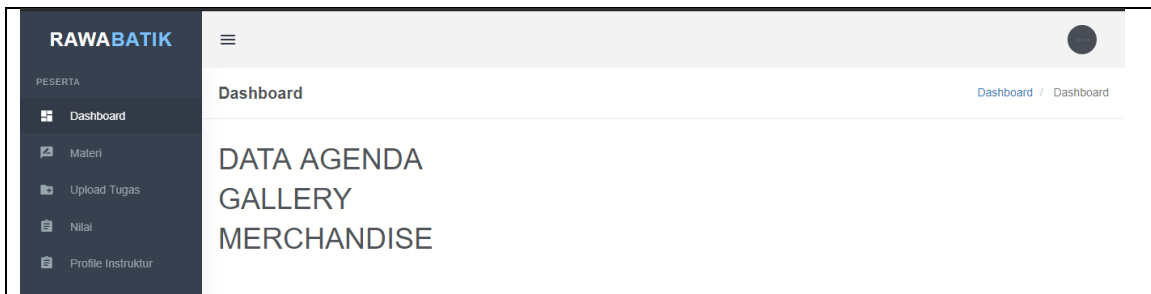 RAWABATIK
PESERTA
Dashboard
Materi
Upload Tugas
Nilai
Profile Instruktur
Dashboard
Dashboard / Dashboard
DATA AGENDA
GALLERY
MERCHANDISE